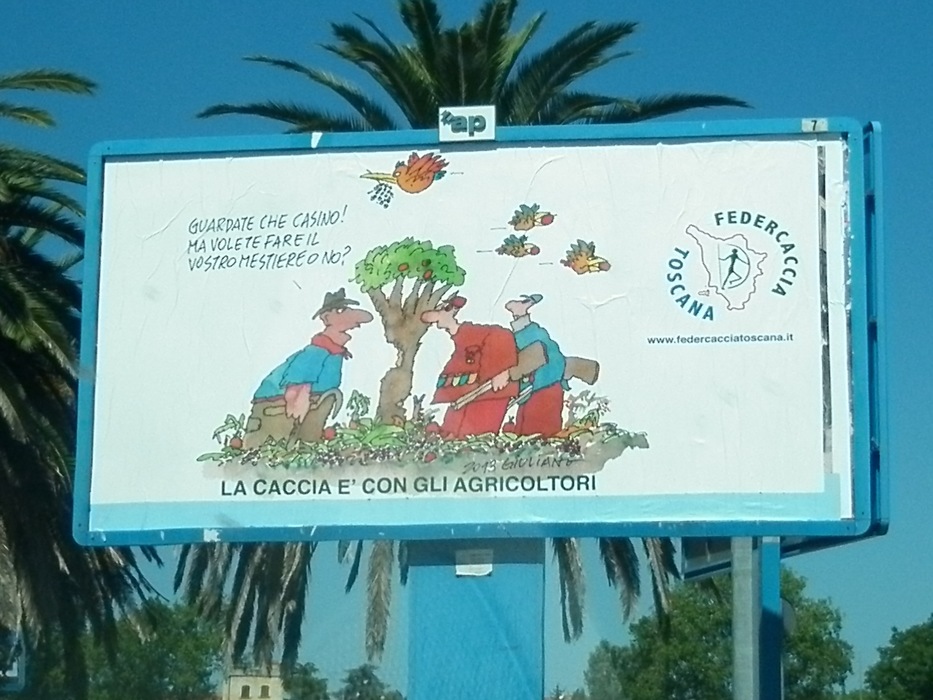 ap
7
GUARDATE CHE CASINO!
MA VOLETE FARE IL
VOSTRO MESTIERE O NO?
FEDERCACCIA
TOSCANA
www.federcacciatoscana.it
2013 GIULIANO
LA CACCIA E' CON GLI AGRICOLTORI